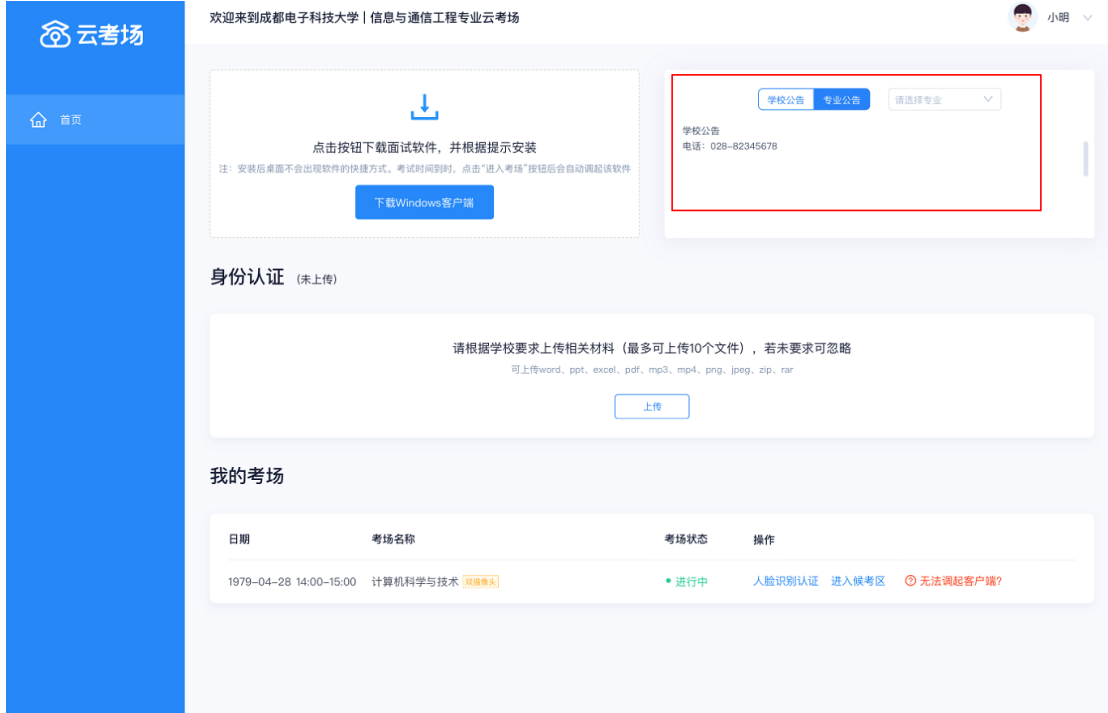 云考场
首页
欢迎来到成都电子科技大学 | 信息与通信工程专业云考场
小明
点击按钮下载面试软件，并根据提示安装
注：安装后桌面不会出现软件的快捷方式。考试时间到时，点击“进入考场”按钮后会自动调起该软件
下载Windows客户端
学校公告 专业公告 请选择专业
学校公告
电话：028-82345678
身份认证 (未上传)
请根据学校要求上传相关材料（最多可上传10个文件），若未要求可忽略
可上传word、ppt、excel、pdf、mp3、mp4、png、jpeg、zip、rar
上传
我的考场
日期 考场名称 考场状态 操作
1979-04-28 14:00-15:00 计算机科学与技术 双摄像头 进行中 人脸识别认证 进入候考区 无法调起客户端?